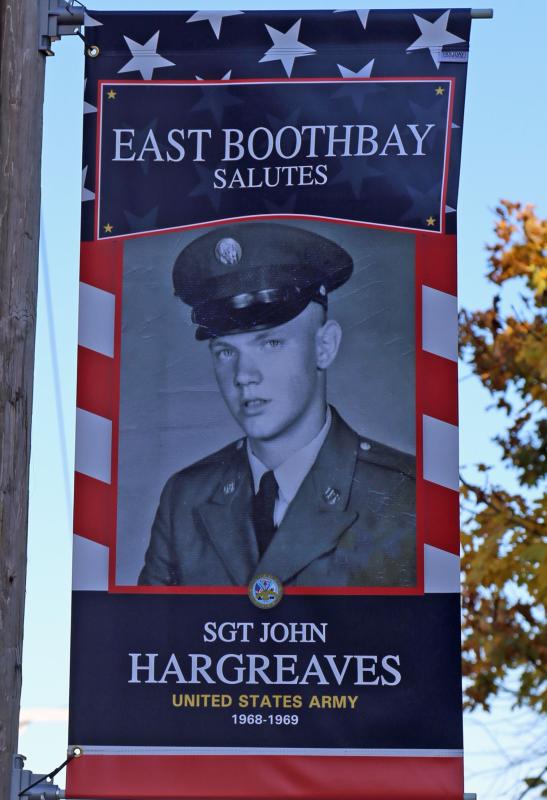 EAST BOOTHBAY
SALUTES
SGT JOHN
HARGREAVES
UNITED STATES ARMY
1968-1969